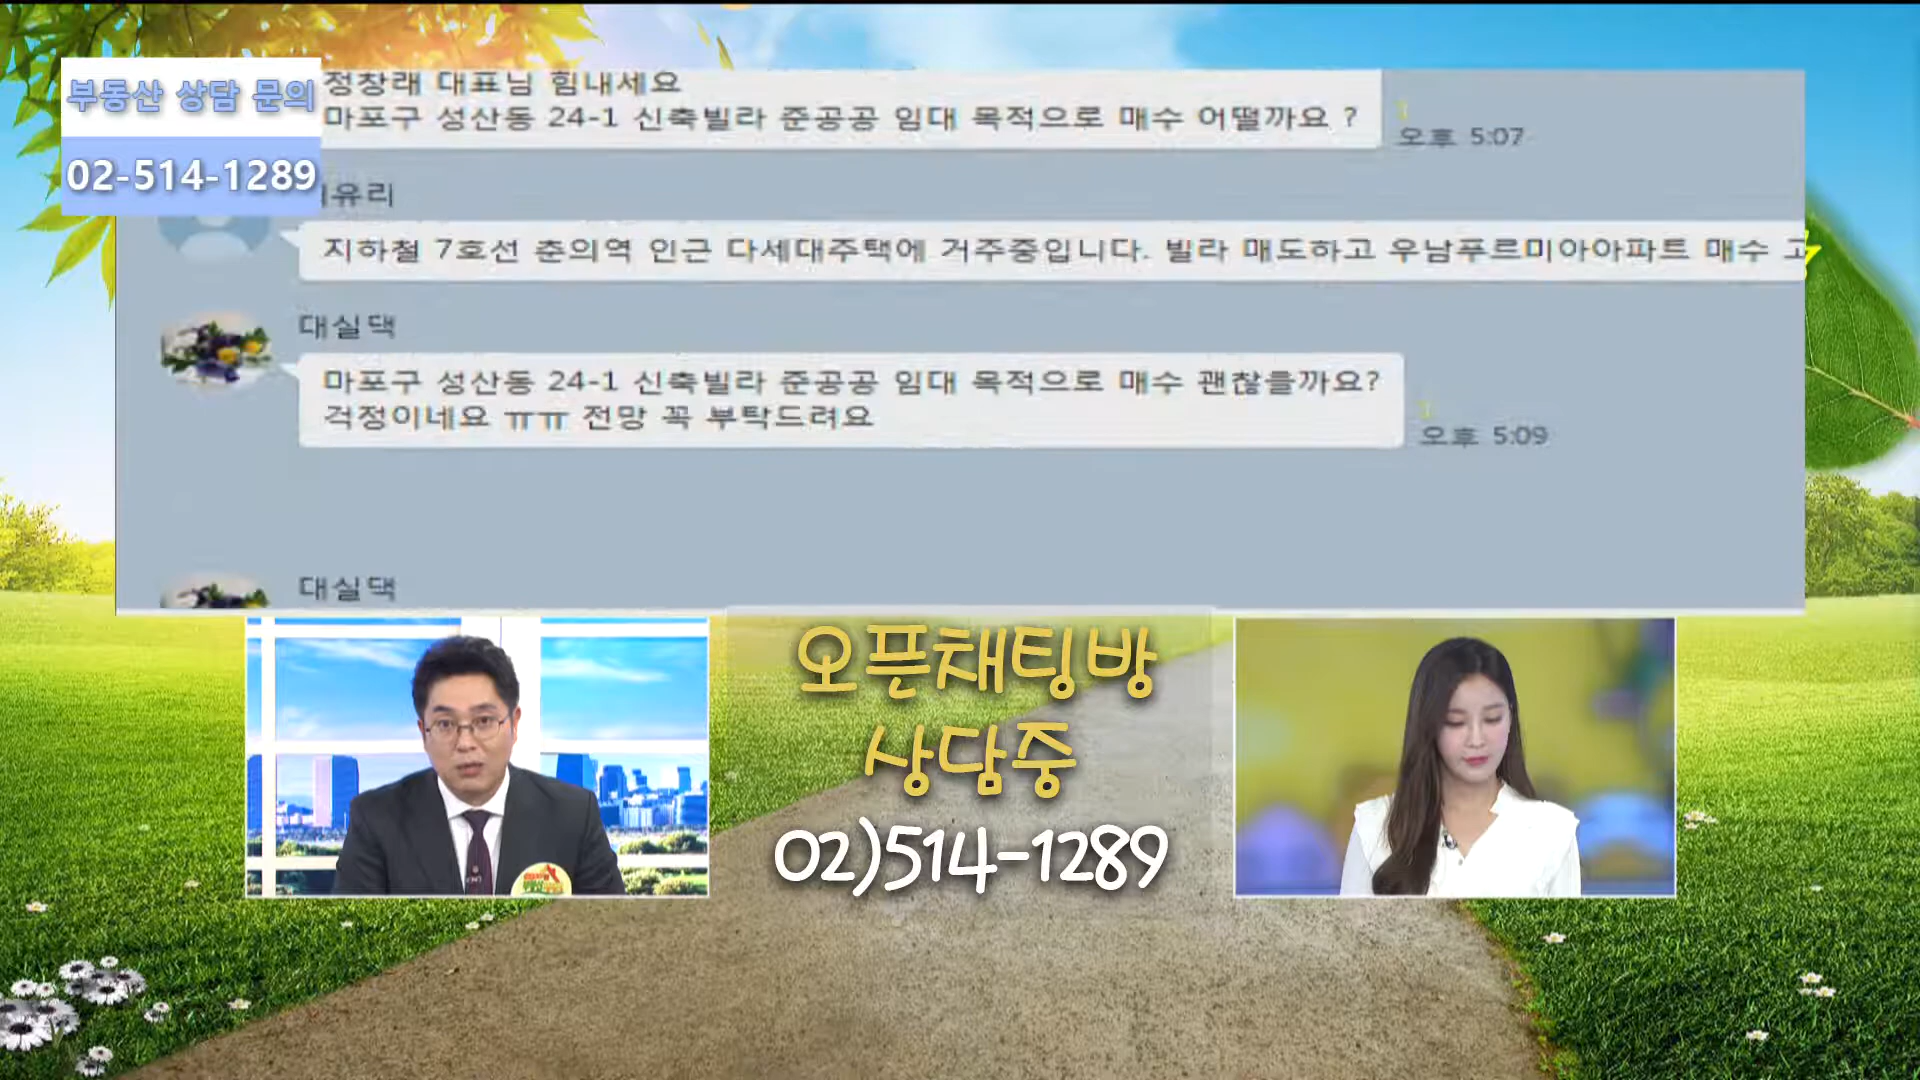 부동산 상담 문의
02-514-1289
정창래 대표님 힘내세요
마포구 성산동 24-1 신축빌라 준공공 임대 목적으로 매수 어떨까요 ?
1
오후 5:07
유리
지하철 7호선 춘의역 인근 다세대주택에 거주중입니다. 빌라 매도하고 우남푸르미아아파트 매수 고
대실댁
마포구 성산동 24-1 신축빌라 준공공 임대 목적으로 매수 괜찮을까요?
걱정이네요 ㅠㅠ 전망 꼭 부탁드려요
1
오후 5:09
대실댁
오픈채팅방
상담중
02)514-1289